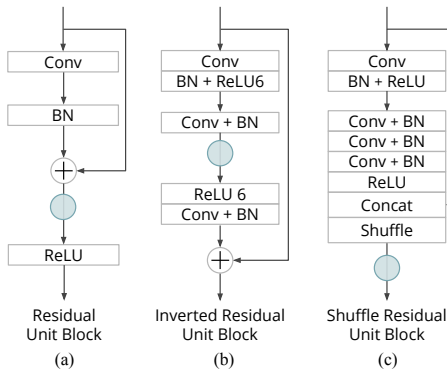 Conv
BN
+
ReLU
Residual
Unit Block
(a)
Conv
BN + ReLU6
Conv + BN
ReLU 6
Conv + BN
+
Inverted Residual
Unit Block
(b)
Conv
BN + ReLU
Conv + BN
Conv + BN
Conv + BN
ReLU
Concat
Shuffle
Shuffle Residual
Unit Block
(c)